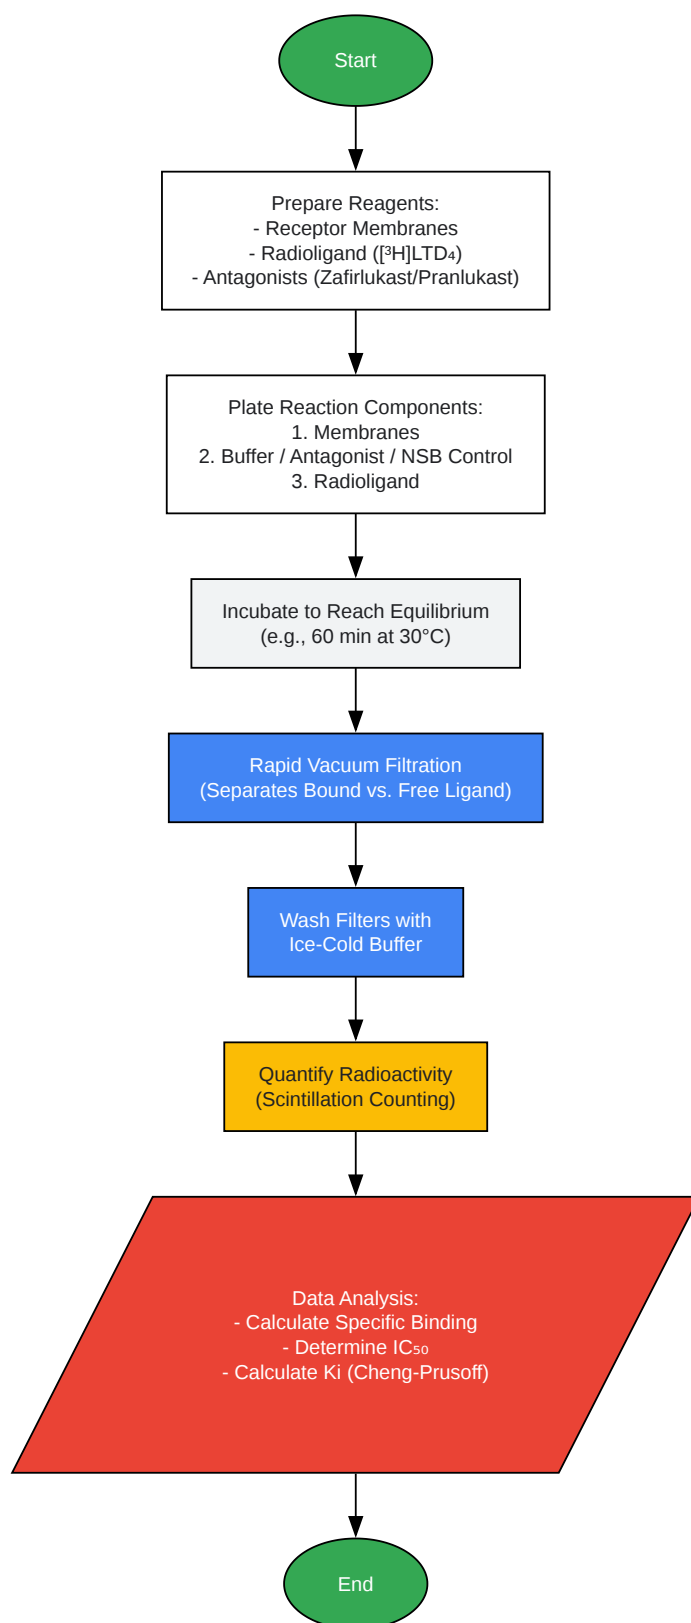 Start
Prepare Reagents:
- Receptor Membranes
- Radioligand ([³H]LTD₄)
- Antagonists (Zafirlukast/Pranlukast)
Plate Reaction Components:
1. Membranes
2. Buffer / Antagonist / NSB Control
3. Radioligand
Incubate to Reach Equilibrium
(e.g., 60 min at 30°C)
Rapid Vacuum Filtration
(Separates Bound vs. Free Ligand)
Wash Filters with
Ice-Cold Buffer
Quantify Radioactivity
(Scintillation Counting)
Data Analysis:
- Calculate Specific Binding
- Determine IC₅₀
- Calculate Ki (Cheng-Prusoff)
End